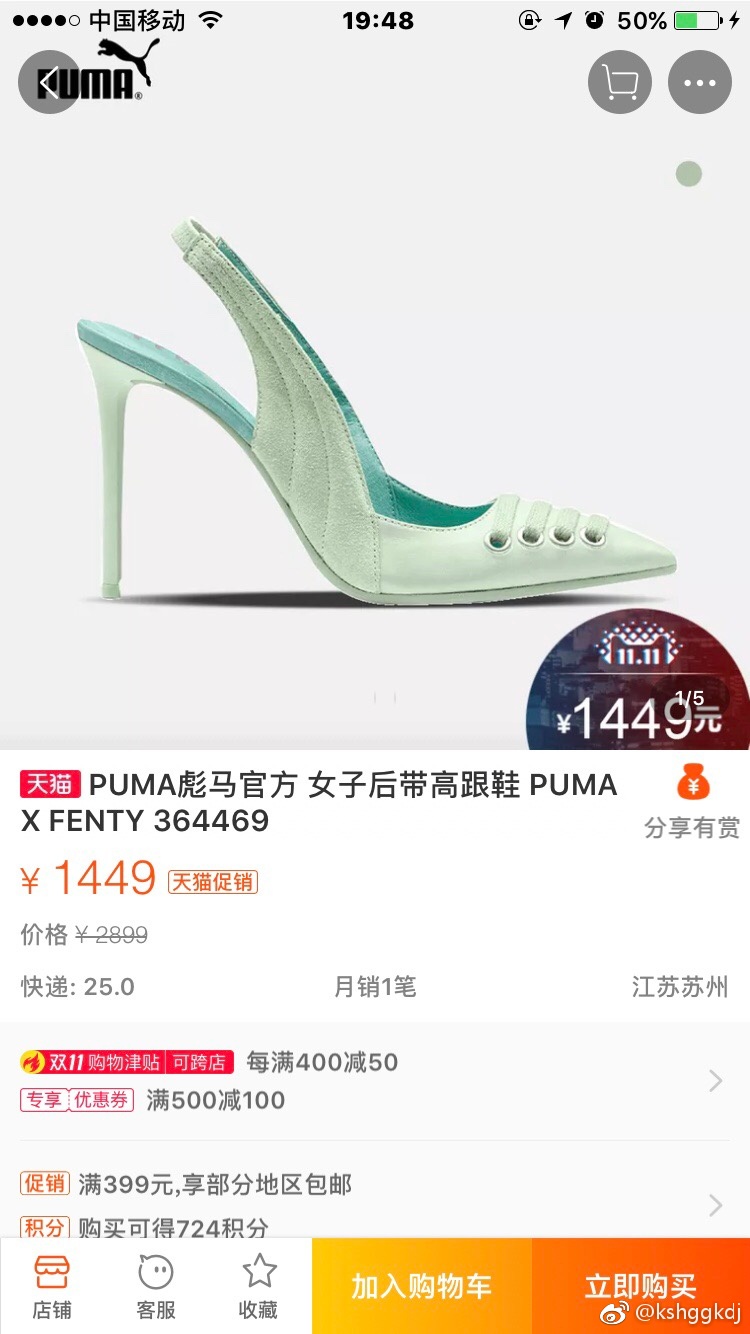 中国移动
19:48
50%
PUMA®
11.11
¥1449元
1/5
天猫 PUMA彪马官方 女子后带高跟鞋 PUMA
X FENTY 364469
分享有赏
¥ 1449 天猫促销
价格 ¥ 2899
快递: 25.0 月销1笔 江苏苏州
双11购物津贴 可跨店 每满400减50
专享 优惠券 满500减100
促销 满399元,享部分地区包邮
积分 购买可得724积分
店铺 客服 收藏 加入购物车 立即购买
@kshggkdj